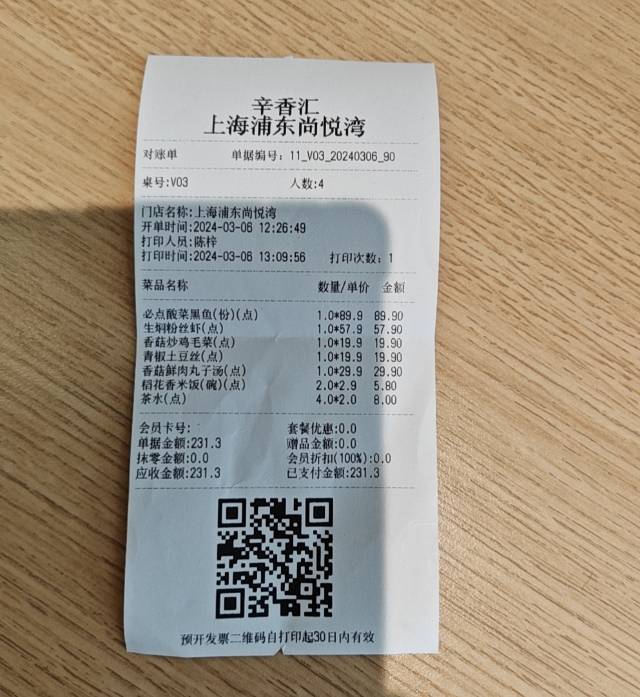 辛香汇
上海浦东尚悦湾
对账单 单据编号: 11_V03_20240306_90
桌号:V03 人数:4
门店名称:上海浦东尚悦湾
开单时间:2024-03-06 12:26:49
打印人员:陈梓
打印时间:2024-03-06 13:09:56 打印次数: 1
菜品名称 数量/单价 金额
必点酸菜黑鱼(份)(点) 1.0*89.9 89.90
生焖粉丝虾(点) 1.0*57.9 57.90
香菇炒鸡毛菜(点) 1.0*19.9 19.90
青椒土豆丝(点) 1.0*19.9 19.90
香菇鲜肉丸子汤(点) 1.0*29.9 29.90
稻花香米饭(碗)(点) 2.0*2.9 5.80
茶水(点) 4.0*2.0 8.00
会员卡号: 套餐优惠:0.0
单据金额:231.3 赠品金额:0.0
抹零金额:0.0 会员折扣(100%):0.0
应收金额:231.3 已支付金额:231.3
预开发票二维码自打印起30日内有效